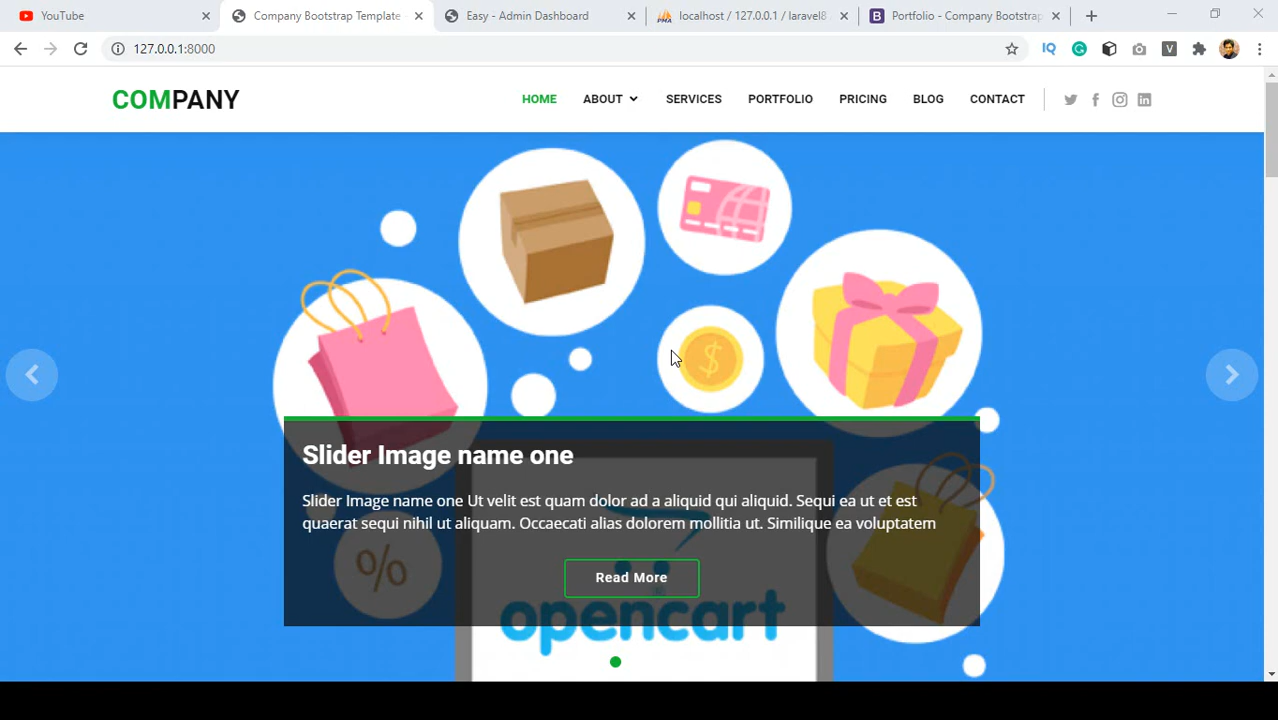 YouTube
Company Bootstrap Template
Easy - Admin Dashboard
localhost / 127.0.0.1 / laravel8
Portfolio - Company Bootstrap
127.0.0.1:8000
IQ
V
COMPANY
HOME
ABOUT
SERVICES
PORTFOLIO
PRICING
BLOG
CONTACT
$
Slider Image name one
Slider Image name one Ut velit est quam dolor ad a aliquid qui aliquid. Sequi ea ut et est
quaerat sequi nihil ut aliquam. Occaecati alias dolorem mollitia ut. Similique ea voluptatem
%
Read More
opencart